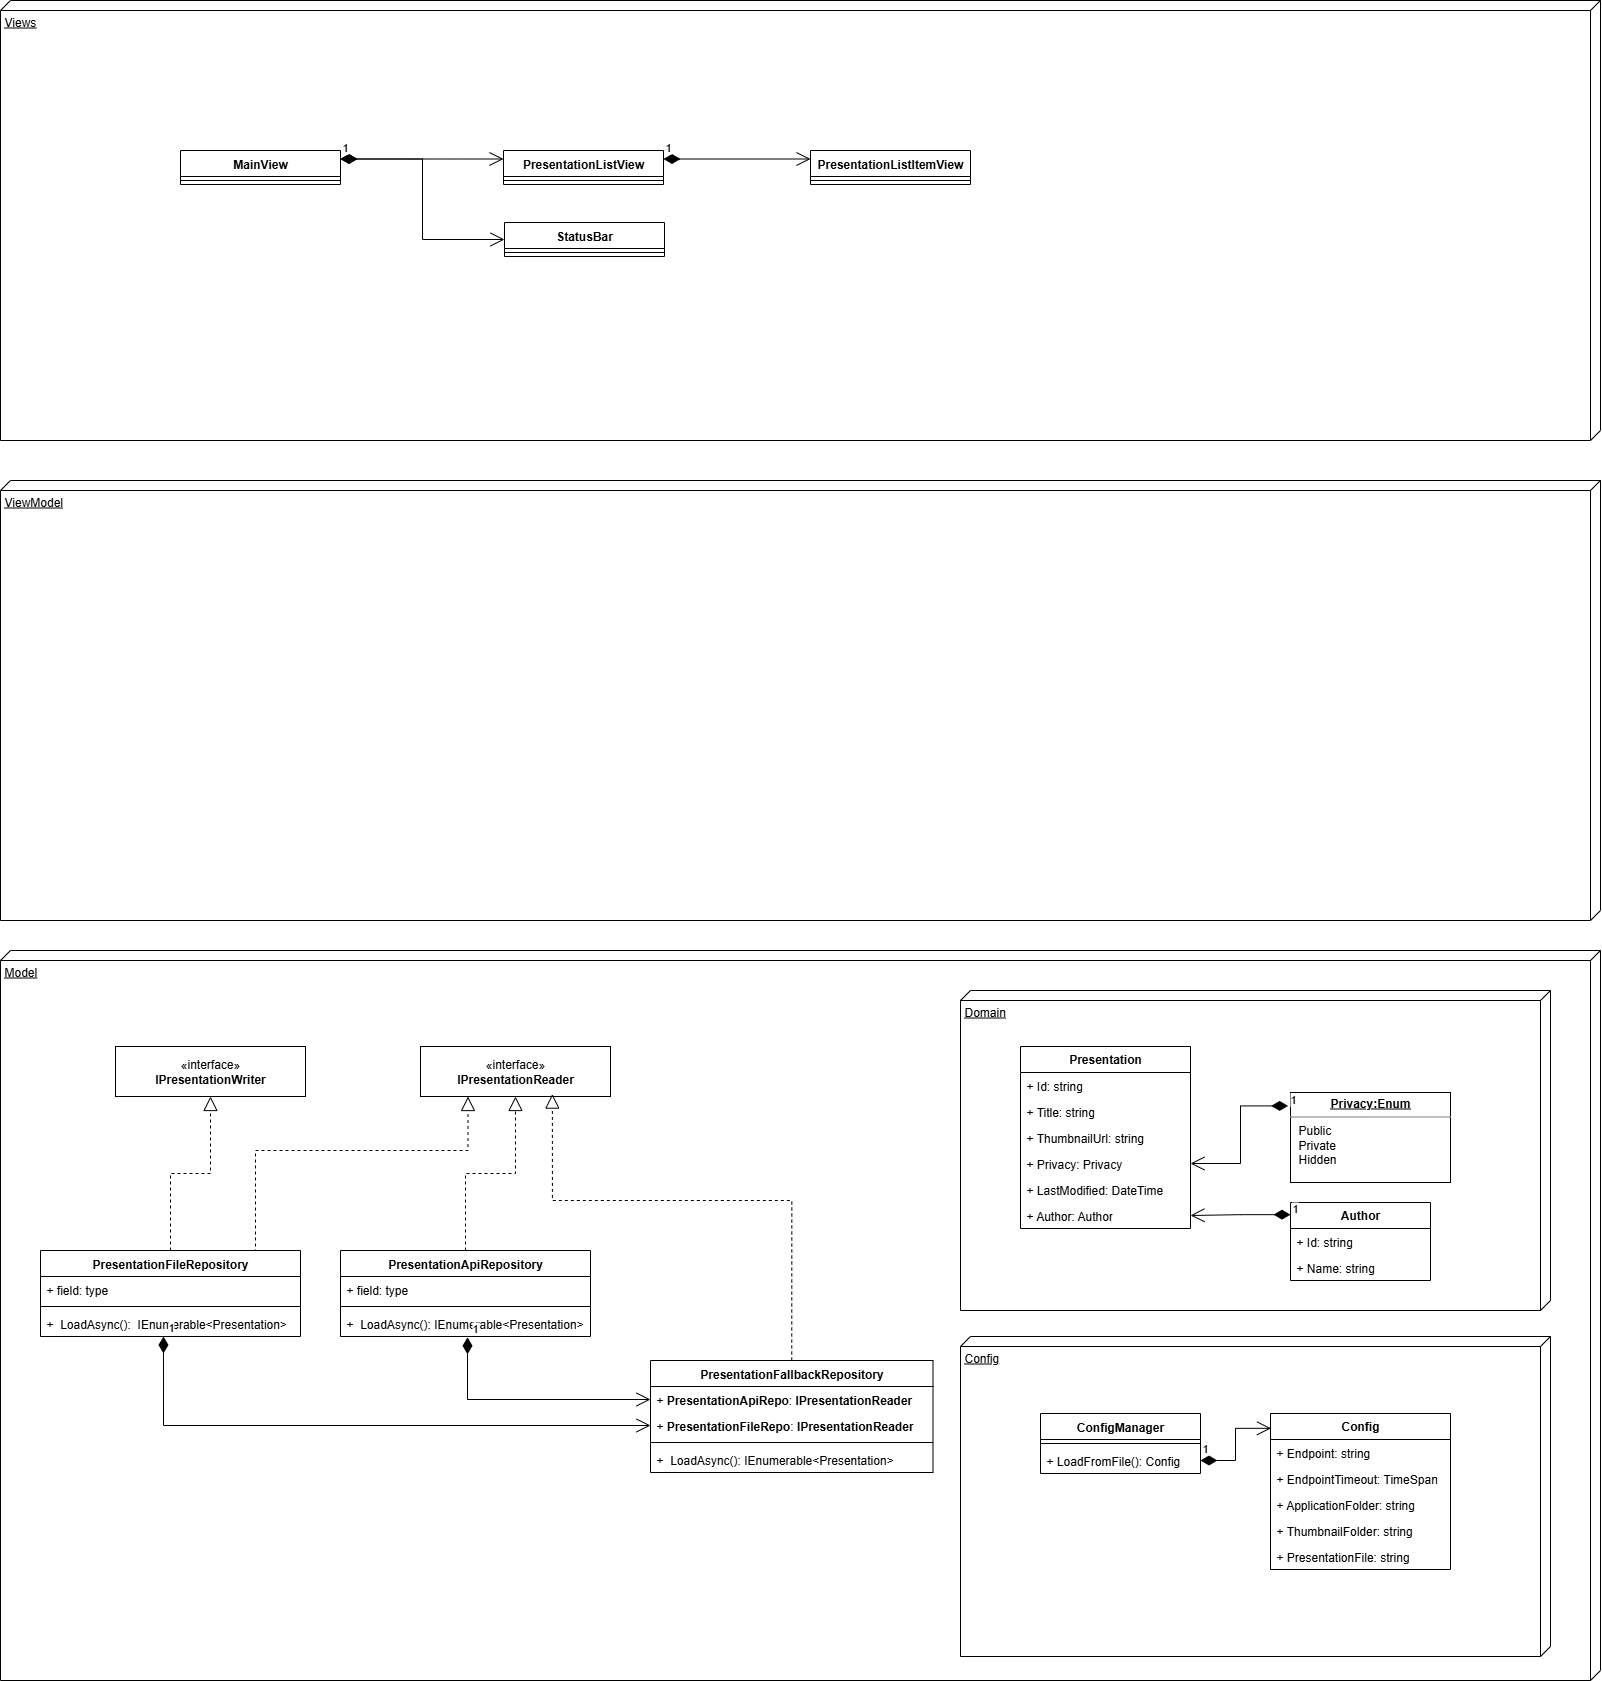 Views
1
MainView
1
PresentationListView
PresentationListItemView
StatusBar
ViewModel
Model
«interface»
IPresentationWriter
«interface»
IPresentationReader
PresentationFileRepository
+ field: type
+ LoadAsync(): IEnumerable<Presentation>
1
PresentationApiRepository
+ field: type
+ LoadAsync(): IEnumerable<Presentation>
1
PresentationFallbackRepository
+ PresentationApiRepo: IPresentationReader
+ PresentationFileRepo: IPresentationReader
+ LoadAsync(): IEnumerable<Presentation>
Domain
Presentation
+ Id: string
+ Title: string
+ ThumbnailUrl: string
+ Privacy: Privacy
+ LastModified: DateTime
+ Author: Author
1
Privacy:Enum
Public
Private
Hidden
1
Author
+ Id: string
+ Name: string
Config
ConfigManager
+ LoadFromFile(): Config
1
Config
+ Endpoint: string
+ EndpointTimeout: TimeSpan
+ ApplicationFolder: string
+ ThumbnailFolder: string
+ PresentationFile: string